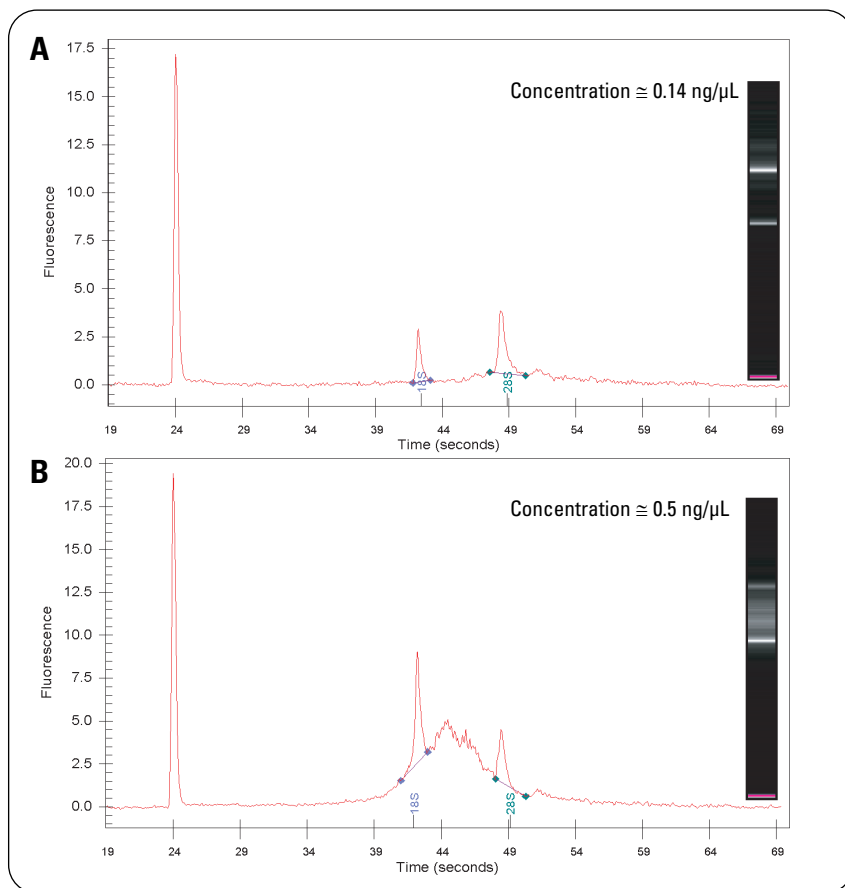 A
Concentration ≅ 0.14 ng/µL
17.5
15.0
12.5
10.0
7.5
5.0
2.5
0.0
Fluorescence
18S
28S
19 24 29 34 39 44 49 54 59 64 69
Time (seconds)
B
Concentration ≅ 0.5 ng/µL
20.0
17.5
15.0
12.5
10.0
7.5
5.0
2.5
0.0
Fluorescence
18S
28S
19 24 29 34 39 44 49 54 59 64 69
Time (seconds)